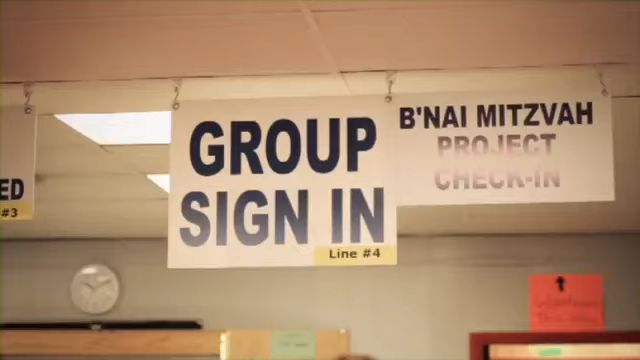 ED
#3
GROUP
SIGN IN
Line #4
B'NAI MITZVAH
PROJECT
CHECK-IN